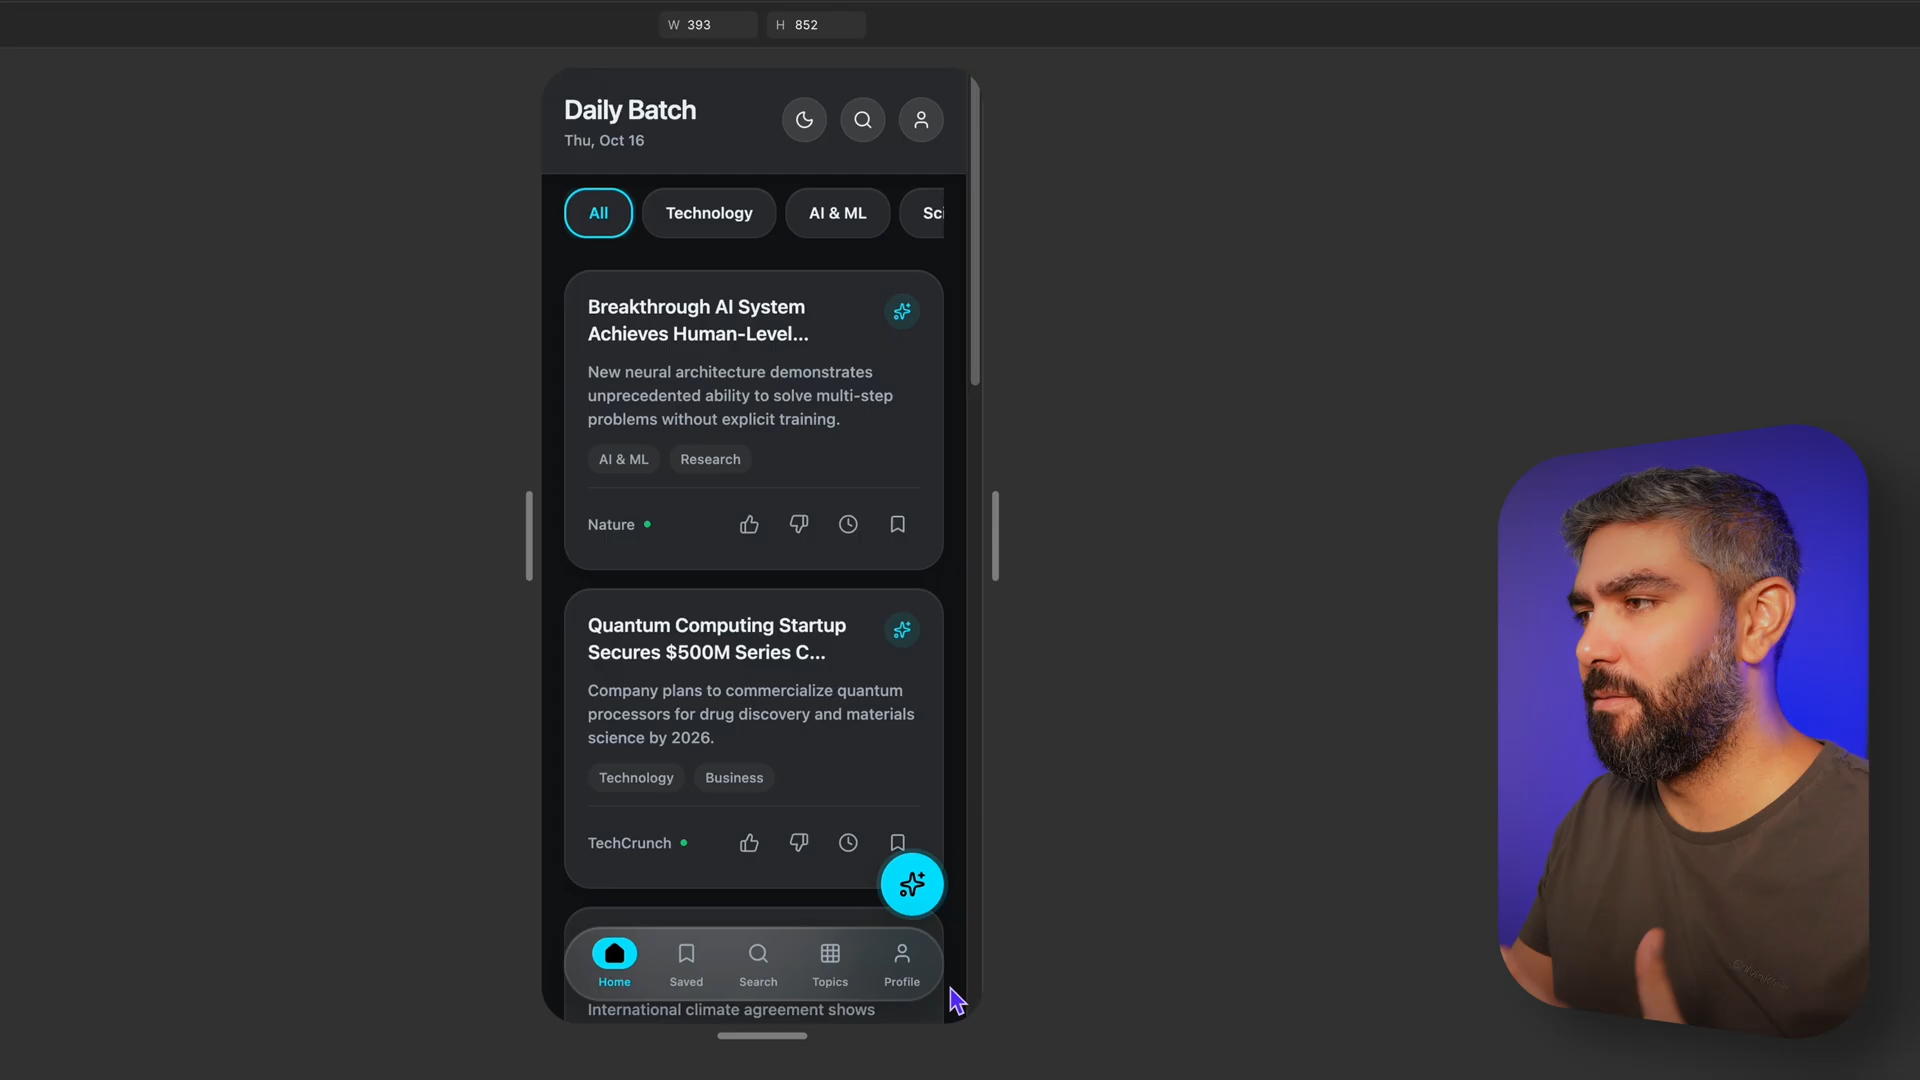 W 393 H 852
Daily Batch
Thu, Oct 16
All Technology AI & ML Sci
Breakthrough AI System
Achieves Human-Level...
New neural architecture demonstrates
unprecedented ability to solve multi-step
problems without explicit training.
AI & ML Research
Nature
Quantum Computing Startup
Secures $500M Series C...
Company plans to commercialize quantum
processors for drug discovery and materials
science by 2026.
Technology Business
TechCrunch
Home Saved Search Topics Profile
International climate agreement shows